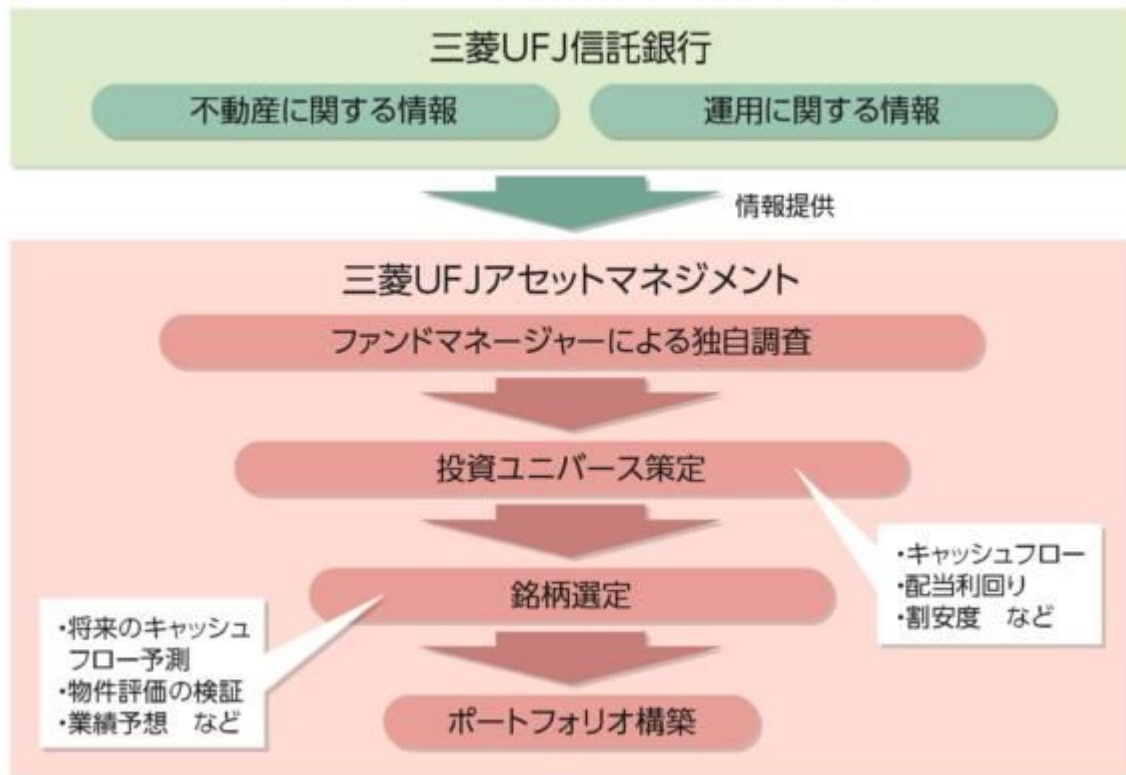 三菱UFJ信託銀行
不動産に関する情報
運用に関する情報
情報提供
三菱UFJアセットマネジメント
ファンドマネージャーによる独自調査
投資ユニバース策定
・キャッシュフロー
・配当利回り
・割安度 など
銘柄選定
・将来のキャッシュ
フロー予測
・物件評価の検証
・業績予想 など
ポートフォリオ構築